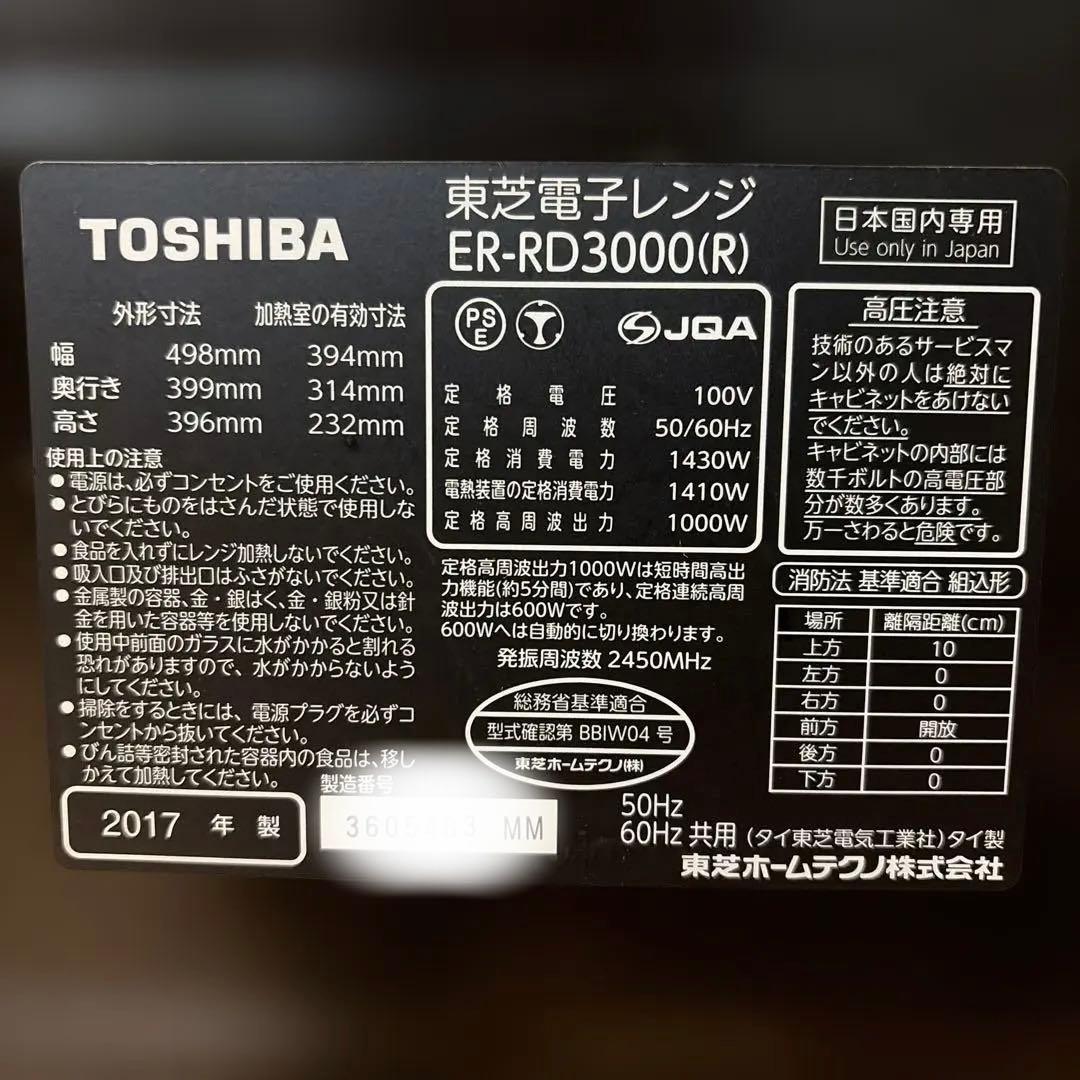 TOSHIBA
東芝電子レンジ
ER-RD3000(R)
日本国内専用
Use only in Japan
外形寸法 加熱室の有効寸法
幅 498mm 394mm
奥行き 399mm 314mm
高さ 396mm 232mm
使用上の注意
●電源は、必ずコンセントをご使用ください。
●とびらにものをはさんだ状態で使用しな
いでください。
●食品を入れずにレンジ加熱しないでください。
●吸入口及び排出口はふさがないでください。
●金属製の容器、金・銀はく、金・銀粉又は針
金を用いた容器等を使用しないでください。
●使用中前面のガラスに水がかかると割れる
恐れがありますので、水がかからないよう
にしてください。
●掃除をするときには、電源プラグを必ずコ
ンセントから抜いてください。
●びん詰等密封された容器内の食品は、移し
かえて加熱してください。
2017 年 製
製造番号
MM
PS
E
JQA
定格電圧 100V
定格周波数 50/60Hz
定格消費電力 1430W
電熱装置の定格消費電力 1410W
定格高周波出力 1000W
定格高周波出力1000Wは短時間高出
力機能(約5分間)であり、定格連続高周
波出力は600Wです。
600Wへは自動的に切り換わります。
発振周波数 2450MHz
総務省基準適合
型式確認第 BBIW04 号
東芝ホームテクノ(株)
高圧注意
技術のあるサービスマ
ン以外の人は絶対に
キャビネットをあけない
でください。
キャビネットの内部には
数千ボルトの高電圧部
分が数多くあります。
万一さわると危険です。
消防法 基準適合 組込形
場所 離隔距離(cm)
上方 10
左方 0
右方 0
前方 開放
後方 0
下方 0
50Hz
60Hz 共用 (タイ東芝電気工業社)タイ製
東芝ホームテクノ株式会社